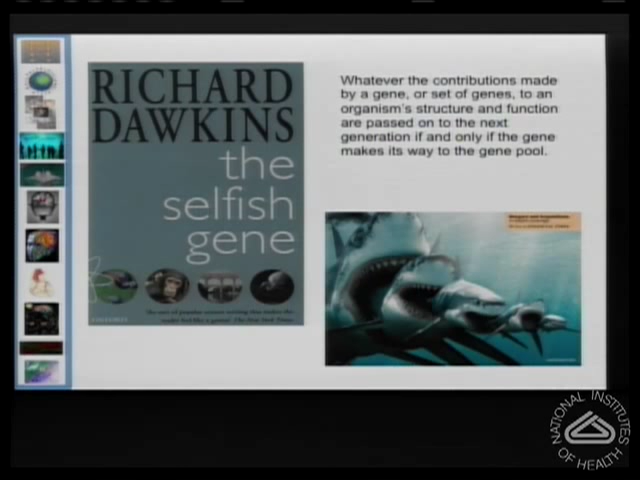 RICHARD
DAWKINS
the
selfish
gene
Whatever the contributions made
by a gene, or set of genes, to an
organism's structure and function
are passed on to the next
generation if and only if the gene
makes its way to the gene pool.
NATIONAL INSTITUTES
OF HEALTH